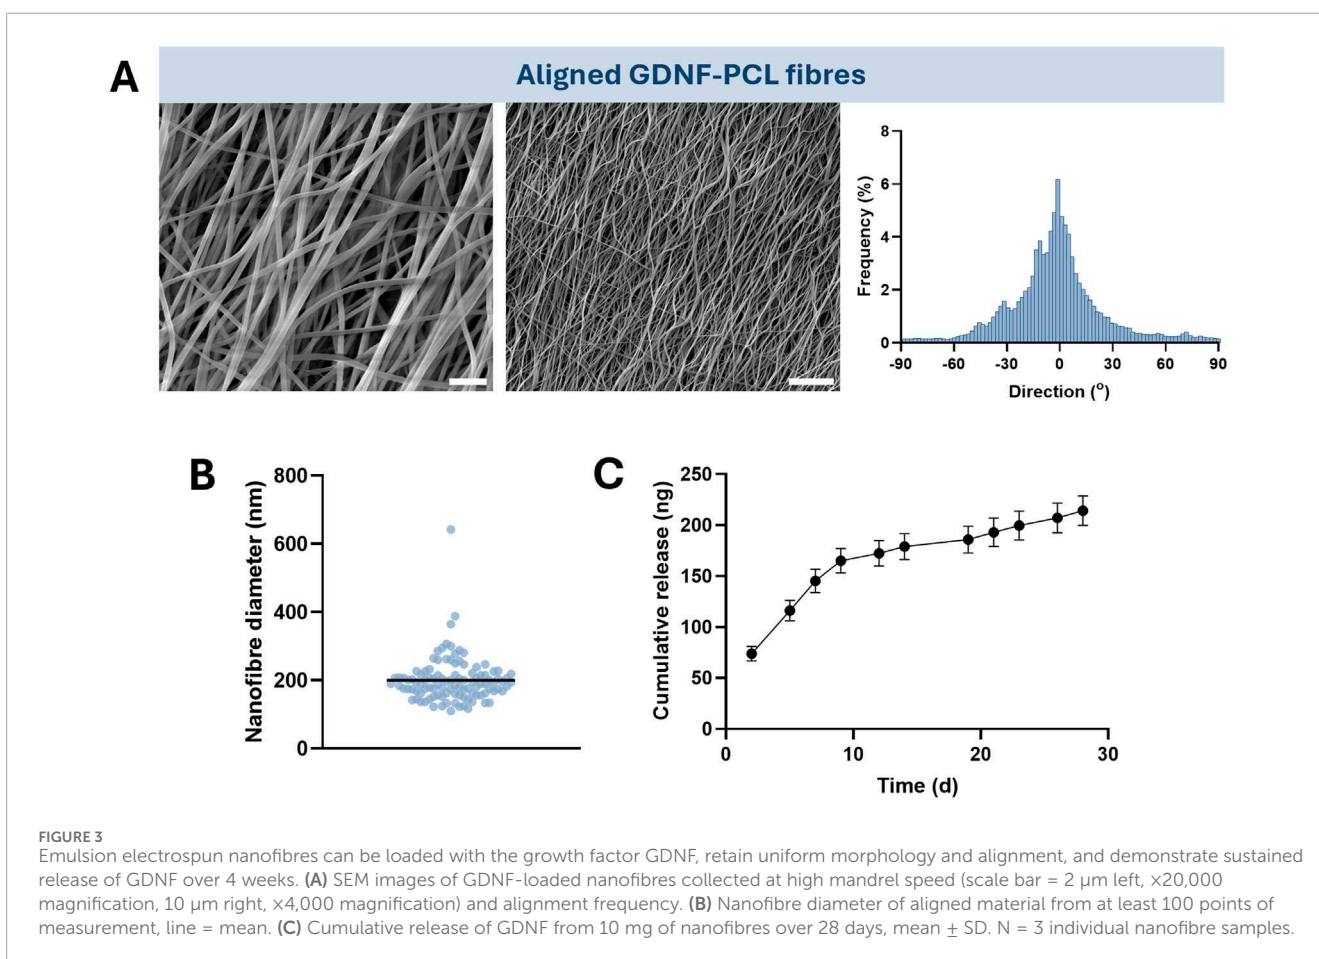 A
Aligned GDNF-PCL fibres
Frequency (%)
8
6
4
2
0
-90
-60
-30
0
30
60
90
Direction (o)
B
Nanofibre diameter (nm)
800
600
400
200
0
C
Cumulative release (ng)
250
200
150
100
50
0
0
10
20
30
Time (d)
FIGURE 3
Emulsion electrospun nanofibres can be loaded with the growth factor GDNF, retain uniform morphology and alignment, and demonstrate sustained
release of GDNF over 4 weeks. (A) SEM images of GDNF-loaded nanofibres collected at high mandrel speed (scale bar = 2 µm left, ×20,000
magnification, 10 µm right, ×4,000 magnification) and alignment frequency. (B) Nanofibre diameter of aligned material from at least 100 points of
measurement, line = mean. (C) Cumulative release of GDNF from 10 mg of nanofibres over 28 days, mean ± SD. N = 3 individual nanofibre samples.